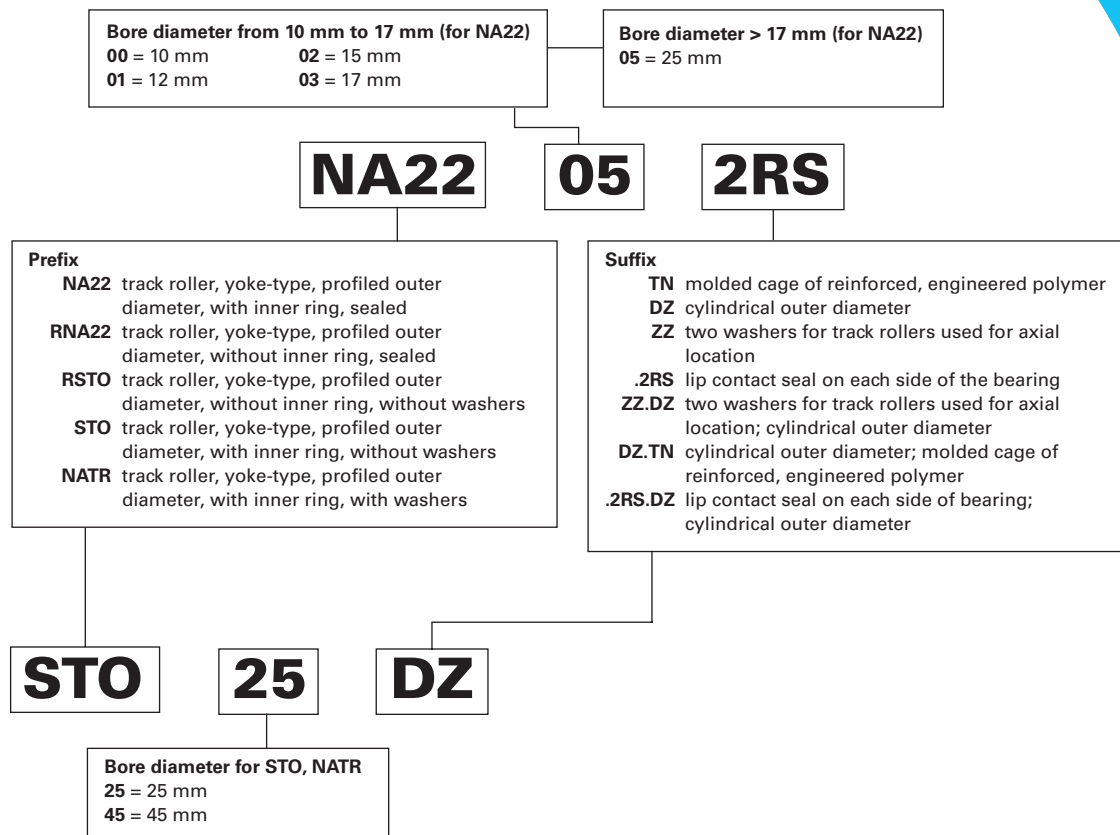 Bore diameter from 10 mm to 17 mm (for NA22)
00 = 10 mm 02 = 15 mm
01 = 12 mm 03 = 17 mm
Bore diameter > 17 mm (for NA22)
05 = 25 mm
NA22 05 2RS
Prefix
NA22 track roller, yoke-type, profiled outer
diameter, with inner ring, sealed
RNA22 track roller, yoke-type, profiled outer
diameter, without inner ring, sealed
RSTO track roller, yoke-type, profiled outer
diameter, without inner ring, without washers
STO track roller, yoke-type, profiled outer
diameter, with inner ring, without washers
NATR track roller, yoke-type, profiled outer
diameter, with inner ring, with washers
Suffix
TN molded cage of reinforced, engineered polymer
DZ cylindrical outer diameter
ZZ two washers for track rollers used for axial
location
.2RS lip contact seal on each side of the bearing
ZZ.DZ two washers for track rollers used for axial
location; cylindrical outer diameter
DZ.TN cylindrical outer diameter; molded cage of
reinforced, engineered polymer
.2RS.DZ lip contact seal on each side of bearing;
cylindrical outer diameter
STO 25 DZ
Bore diameter for STO, NATR
25 = 25 mm
45 = 45 mm